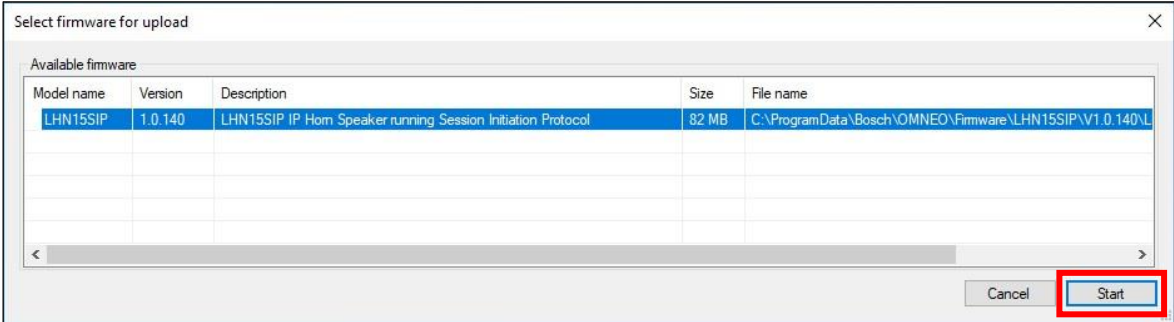 Select firmware for upload
Available firmware
Model name Version Description Size File name
LHN15SIP 1.0.140 LHN15SIP IP Horn Speaker running Session Initiation Protocol 82 MB C:\ProgramData\Bosch\OMNEO\Firmware\LHN15SIP\V1.0.140\L
Cancel Start